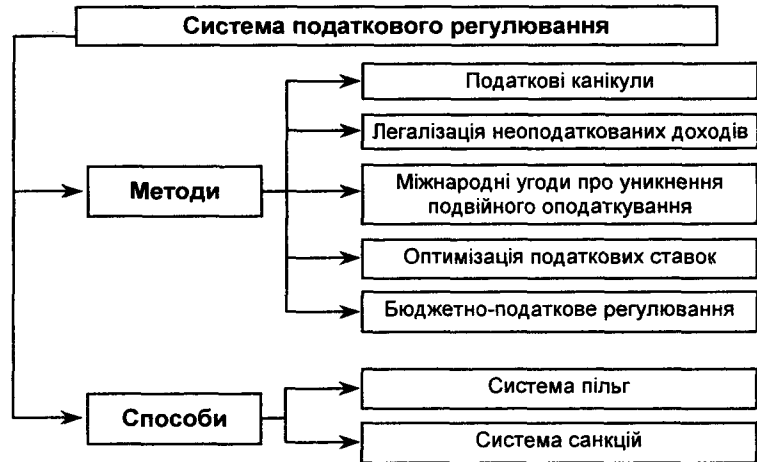 Система податкового регулювання
Податкові канікули
Легалізація неоподаткованих доходів
Методи
Міжнародні угоди про уникнення
подвійного оподаткування
Оптимізація податкових ставок
Бюджетно-податкове регулювання
Система пільг
Способи
Система санкцій